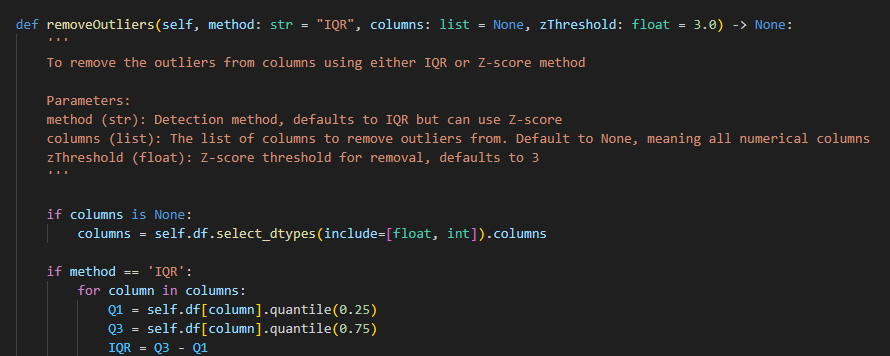 def removeOutliers(self, method: str = "IQR", columns: list = None, zThreshold: float = 3.0) -> None:
'''
To remove the outliers from columns using either IQR or Z-score method
Parameters:
method (str): Detection method, defaults to IQR but can use Z-score
columns (list): The list of columns to remove outliers from. Default to None, meaning all numerical columns
zThreshold (float): Z-score threshold for removal, defaults to 3
'''
if columns is None:
columns = self.df.select_dtypes(include=[float, int]).columns
if method == 'IQR':
for column in columns:
Q1 = self.df[column].quantile(0.25)
Q3 = self.df[column].quantile(0.75)
IQR = Q3 - Q1